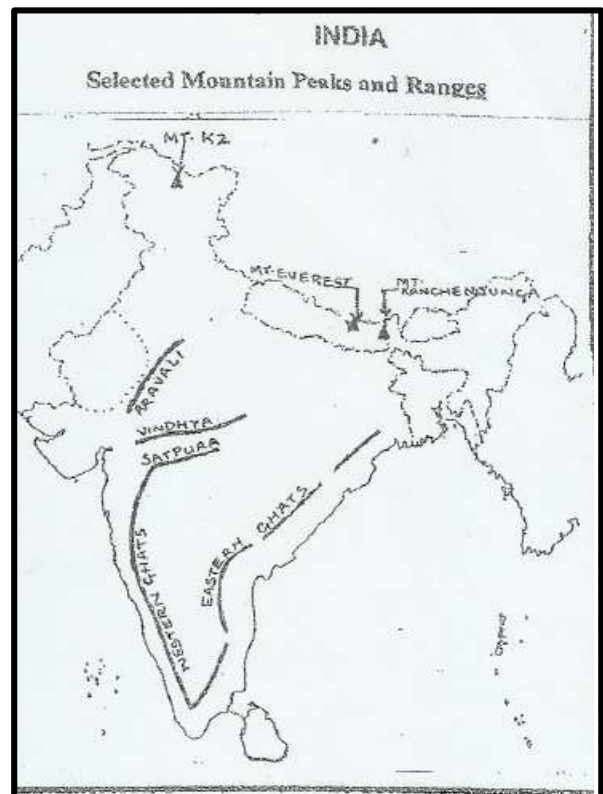 INDIA
Selected Mountain Peaks and Ranges
MT. K2
MT. EVEREST
MT.
KANCHENJUNGA
ARAVALI
VINDHYA
SATPURA
WESTERN GHATS
EASTERN GHATS